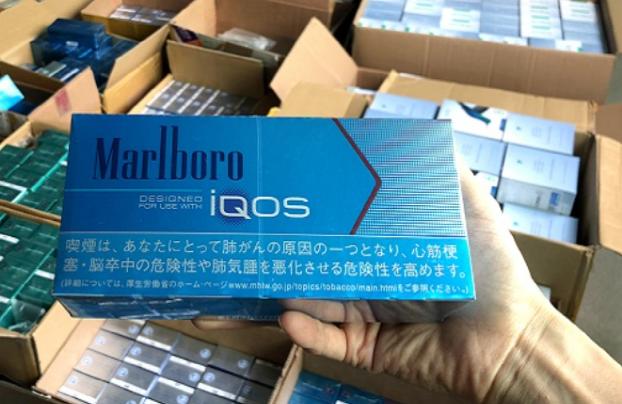 Marlboro
DESIGNED
FOR USE WITH
IQOS
喫煙は、あなたにとって肺がんの原因の一つとなり、心筋梗
塞・脳卒中の危険性や肺気腫を悪化させる危険性を高めます。
(詳細については、厚生労働省のホーム・ページwww.mhlw.go.jp/topics/tobacco/main.htmlをご参照ください。)